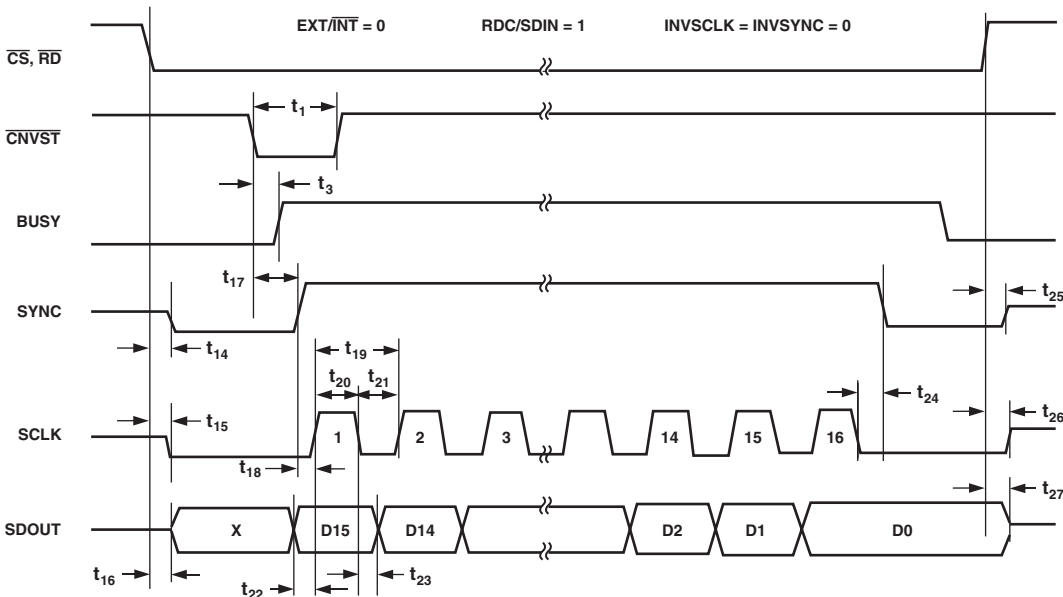 EXT/INT = 0 RDC/SDIN = 1 INVSCLK = INVSYNC = 0
CS, RD
t1
CNVST
t3
BUSY
t17
SYNC
t25
t14
t19
t20 t21
t24
t15
t26
SCLK
1 2 3 14 15 16
t18
t27
SDOUT
X D15 D14 D2 D1 D0
t16
t22
t23